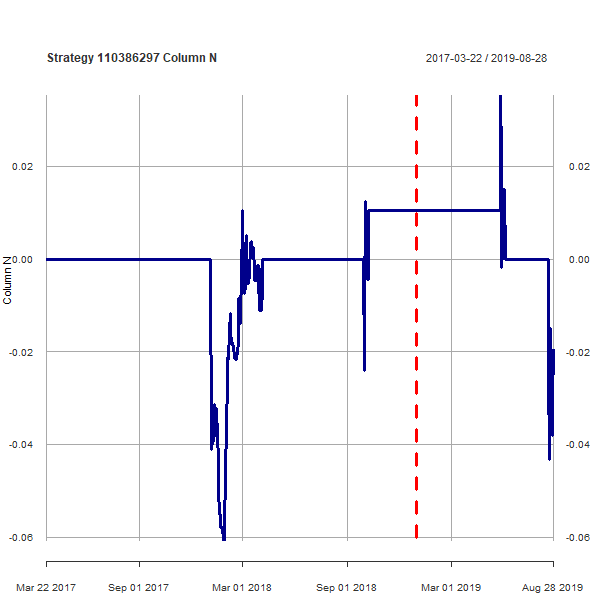 Strategy 110386297 Column N 2017-03-22 / 2019-08-28
0.02 0.02
0.00 0.00
Column N
-0.02 -0.02
-0.04 -0.04
-0.06 -0.06
Mar 22 2017 Sep 01 2017 Mar 01 2018 Sep 01 2018 Mar 01 2019 Aug 28 2019